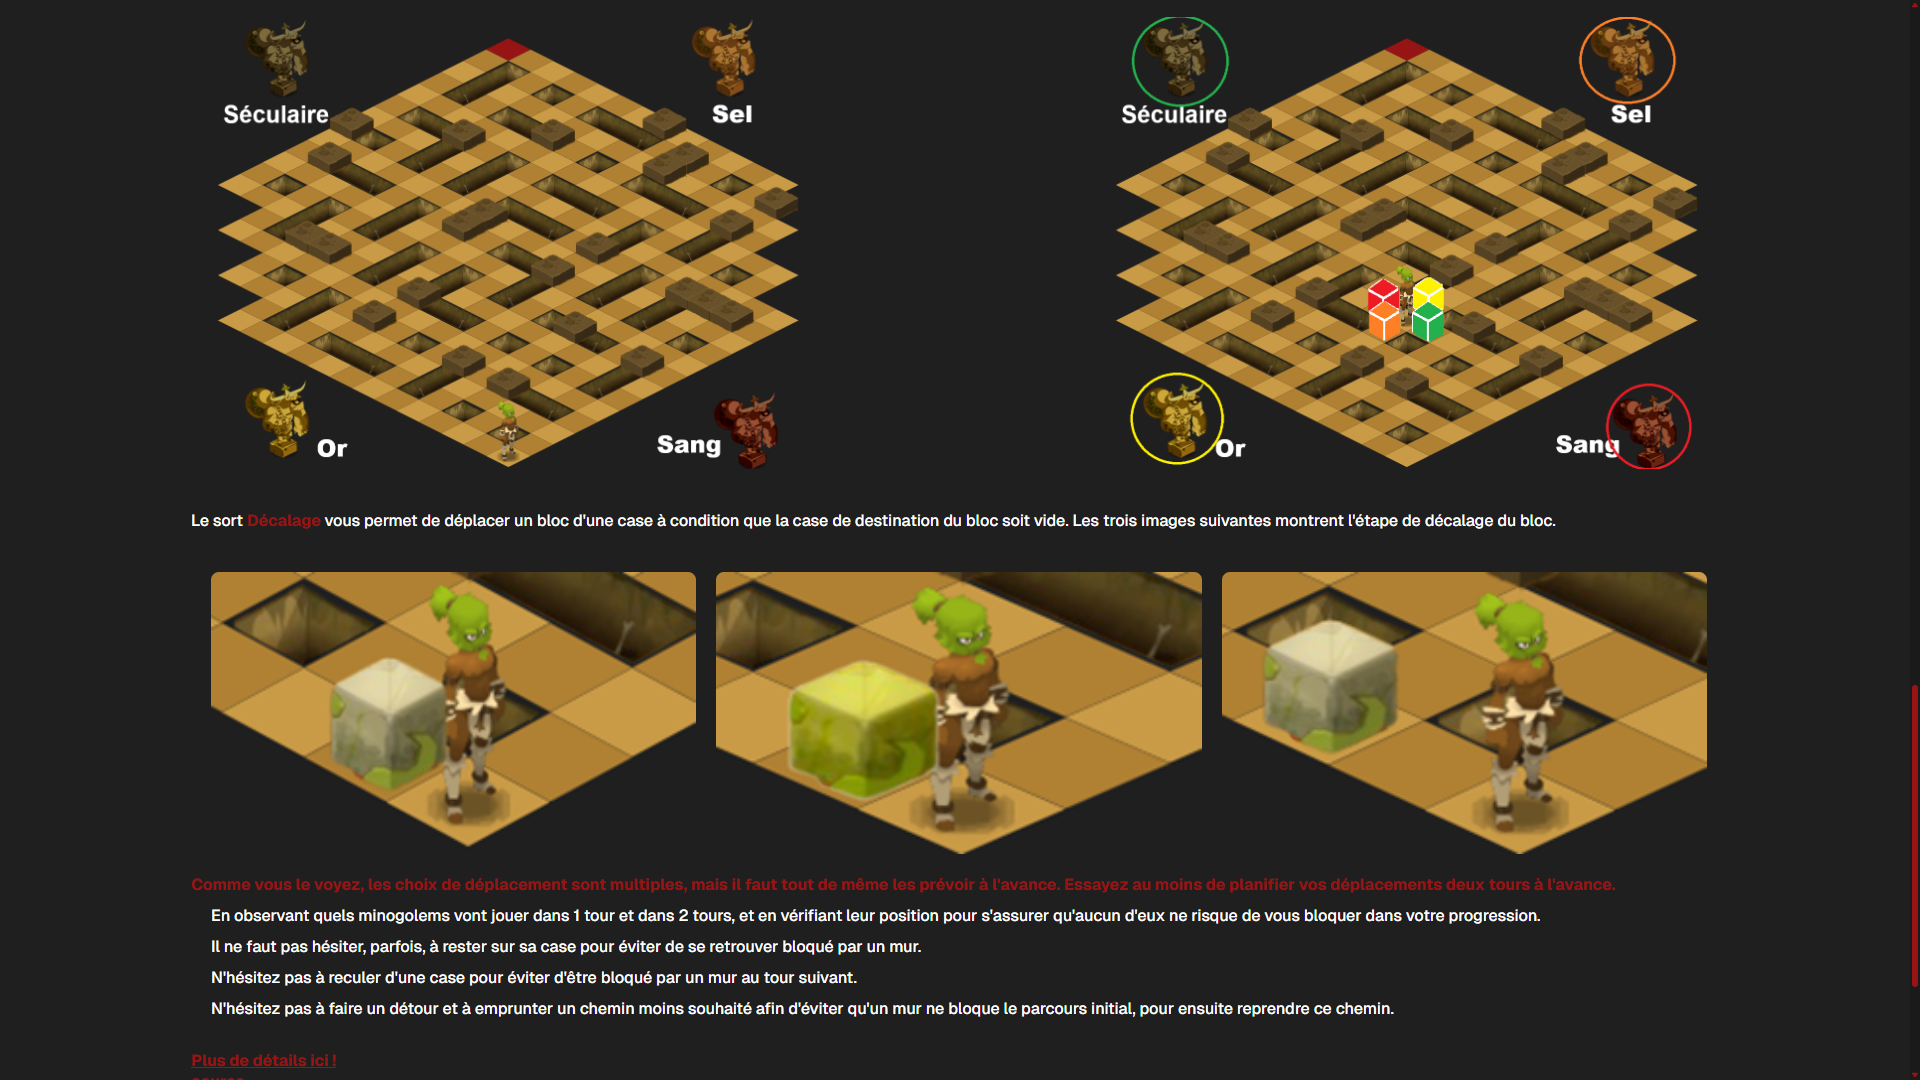 Séculaire
Sel
Séculaire
Sel
Or
Sang
Or
Sang
Le sort Décalage vous permet de déplacer un bloc d'une case à condition que la case de destination du bloc soit vide. Les trois images suivantes montrent l'étape de décalage du bloc.
Comme vous le voyez, les choix de déplacement sont multiples, mais il faut tout de même les prévoir à l'avance. Essayez au moins de planifier vos déplacements deux tours à l'avance.
En observant quels minogolems vont jouer dans 1 tour et dans 2 tours, et en vérifiant leur position pour s'assurer qu'aucun d'eux ne risque de vous bloquer dans votre progression.
Il ne faut pas hésiter, parfois, à rester sur sa case pour éviter de se retrouver bloqué par un mur.
N'hésitez pas à reculer d'une case pour éviter d'être bloqué par un mur au tour suivant.
N'hésitez pas à faire un détour et à emprunter un chemin moins souhaité afin d'éviter qu'un mur ne bloque le parcours initial, pour ensuite reprendre ce chemin.
Plus de détails ici !